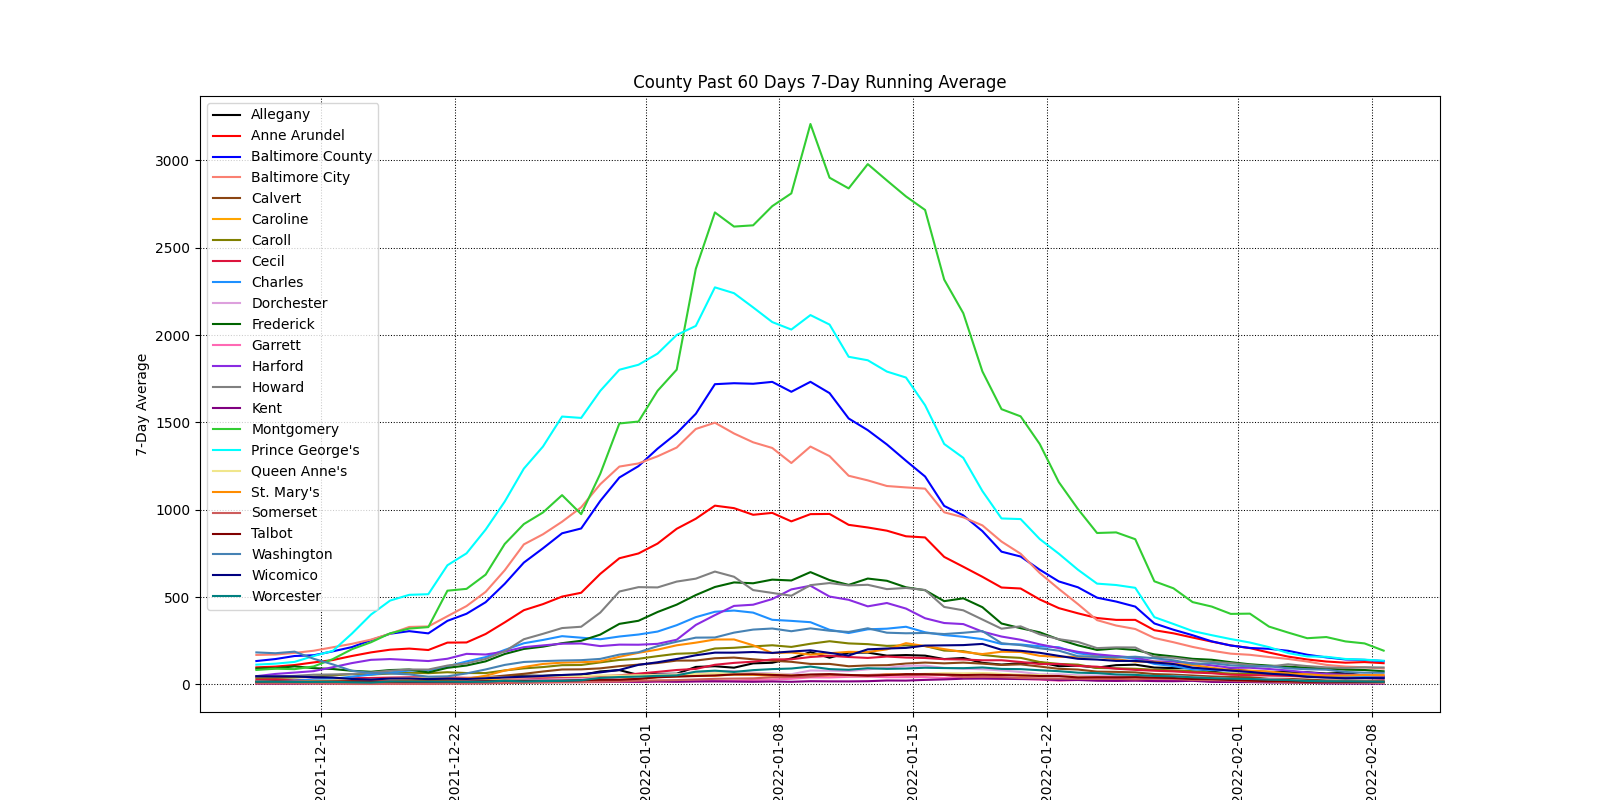 County Past 60 Days 7-Day Running Average
7-Day Average
3000
2500
2000
1500
1000
500
0
Allegany
Anne Arundel
Baltimore County
Baltimore City
Calvert
Caroline
Caroll
Cecil
Charles
Dorchester
Frederick
Garrett
Harford
Howard
Kent
Montgomery
Prince George's
Queen Anne's
St. Mary's
Somerset
Talbot
Washington
Wicomico
Worcester
2021-12-15
2021-12-22
2022-01-01
2022-01-08
2022-01-15
2022-01-22
2022-02-01
2022-02-08